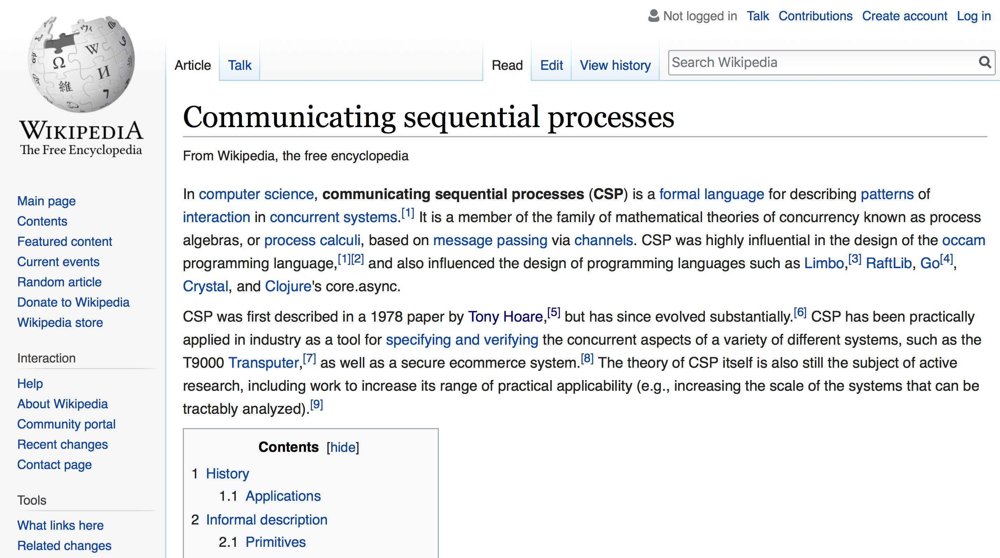 Not logged in Talk Contributions Create account Log in
Article Talk Read Edit View history Search Wikipedia
Ω W И 維 ウィ ר
WIKIPEDIA
The Free Encyclopedia
Main page
Contents
Featured content
Current events
Random article
Donate to Wikipedia
Wikipedia store
Interaction
Help
About Wikipedia
Community portal
Recent changes
Contact page
Tools
What links here
Related changes
Communicating sequential processes
From Wikipedia, the free encyclopedia
In computer science, communicating sequential processes (CSP) is a formal language for describing patterns of
interaction in concurrent systems.[1] It is a member of the family of mathematical theories of concurrency known as process
algebras, or process calculi, based on message passing via channels. CSP was highly influential in the design of the occam
programming language,[1][2] and also influenced the design of programming languages such as Limbo,[3] RaftLib, Go[4],
Crystal, and Clojure's core.async.
CSP was first described in a 1978 paper by Tony Hoare,[5] but has since evolved substantially.[6] CSP has been practically
applied in industry as a tool for specifying and verifying the concurrent aspects of a variety of different systems, such as the
T9000 Transputer,[7] as well as a secure ecommerce system.[8] The theory of CSP itself is also still the subject of active
research, including work to increase its range of practical applicability (e.g., increasing the scale of the systems that can be
tractably analyzed).[9]
Contents [hide]
1 History
1.1 Applications
2 Informal description
2.1 Primitives